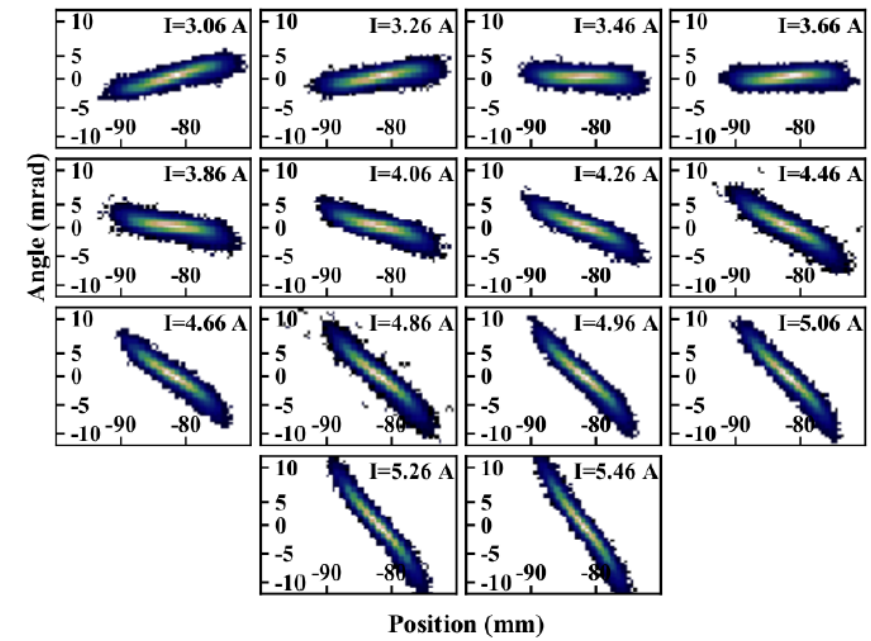 10 I=3.06 A 10 I=3.26 A 10 I=3.46 A 10 I=3.66 A
5 5 5 5
0 0 0 0
-5 -5 -5 -5
-10 -90 -80 -10 -90 -80 -10 -90 -80 -10 -90 -80
Angle (mrad)
10 I=3.86 A 10 I=4.06 A 10 I=4.26 A 10 I=4.46 A
5 5 5 5
0 0 0 0
-5 -5 -5 -5
-10 -90 -80 -10 -90 -80 -10 -90 -80 -10 -90 -80
10 I=4.66 A 10 I=4.86 A 10 I=4.96 A 10 I=5.06 A
5 5 5 5
0 0 0 0
-5 -5 -5 -5
-10 -90 -80 -10 -90 -80 -10 -90 -80 -10 -90 -80
10 I=5.26 A 10 I=5.46 A
5 5
0 0
-5 -5
-10 -90 -80 -10 -90 -80
Position (mm)